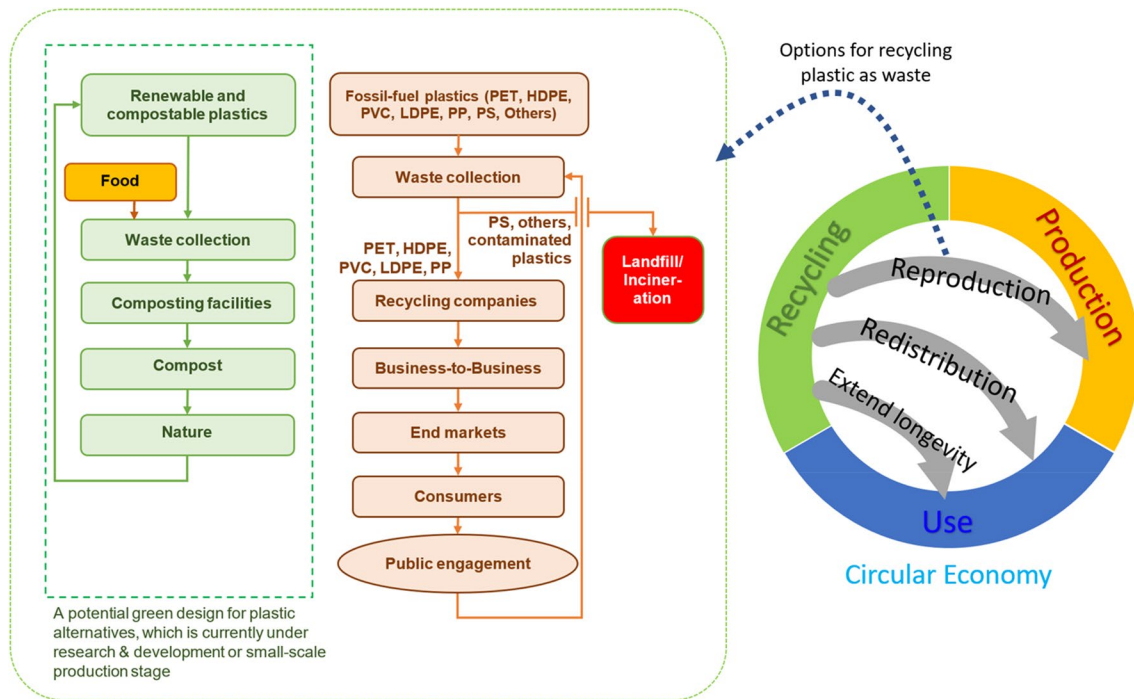 Renewable and
compostable plastics
Food
Waste collection
Composting facilities
Compost
Nature
A potential green design for plastic
alternatives, which is currently under
research & development or small-scale
production stage
Fossil-fuel plastics (PET, HDPE,
PVC, LDPE, PP, PS, Others)
Waste collection
PS, others,
contaminated
plastics
PET, HDPE,
PVC, LDPE, PP
Landfill/
Inciner-
ation
Recycling companies
Business-to-Business
End markets
Consumers
Public engagement
Options for recycling
plastic as waste
Recycling
Production
Reproduction
Redistribution
Extend longevity
Use
Circular Economy